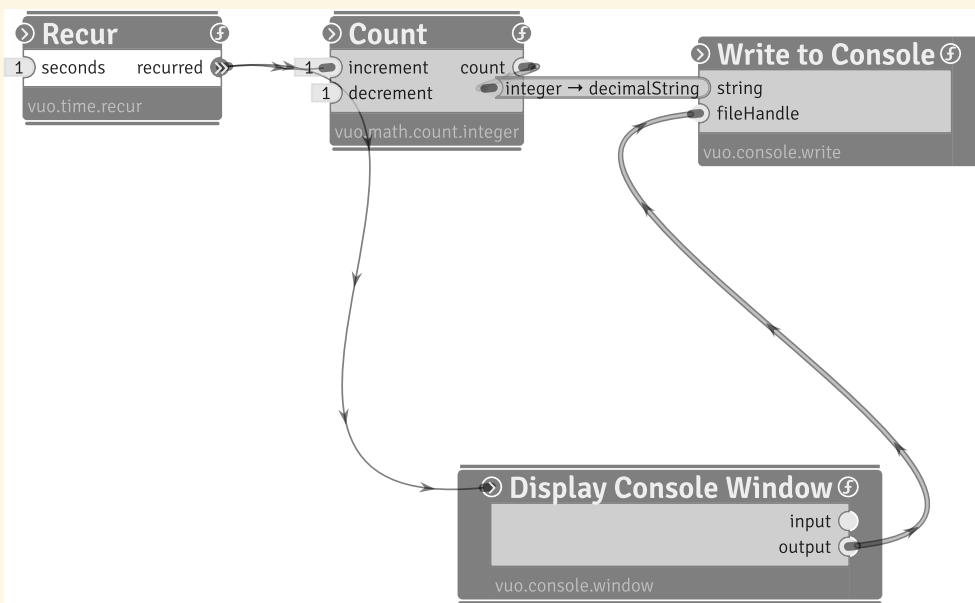 Recur
1 seconds recurred
vuo.time.recur
Count
1 increment count
1 decrement
vuo.math.count.integer
integer → decimalString
Write to Console
string
fileHandle
vuo.console.write
Display Console Window
input
output
vuo.console.window